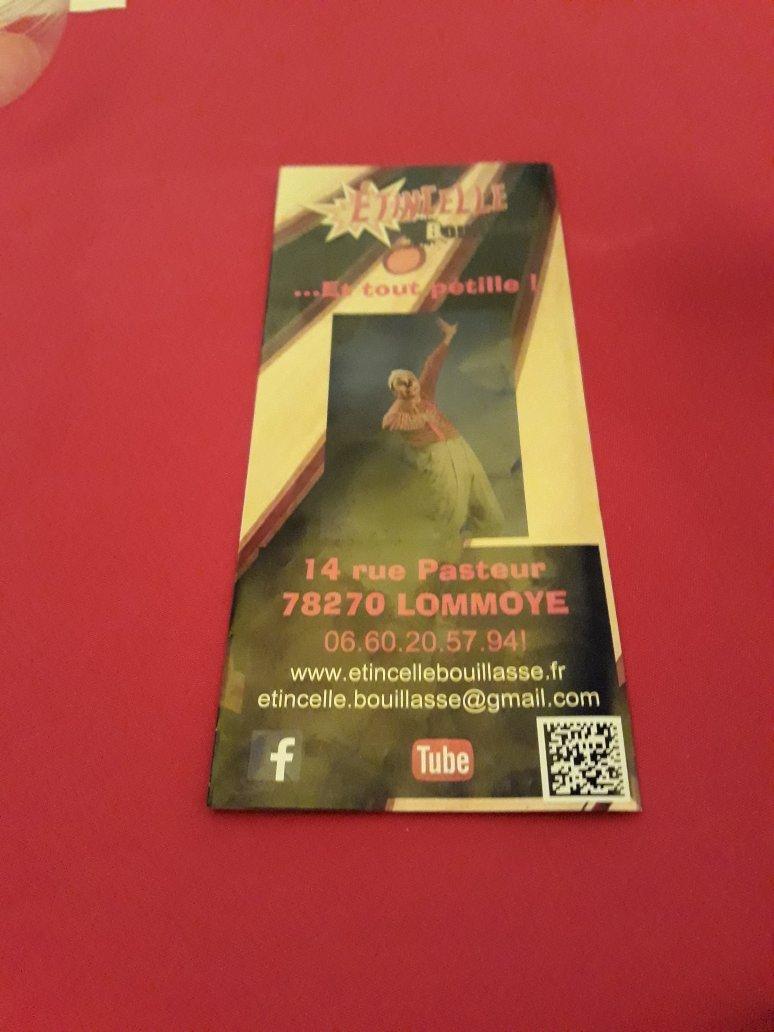 ÉTINCELLE
...Et tout pétille !
14 rue Pasteur
78270 LOMMOYE
06.60.20.57.94!
www.etincellebouillasse.fr
etincelle.bouillasse@gmail.com
f
Tube